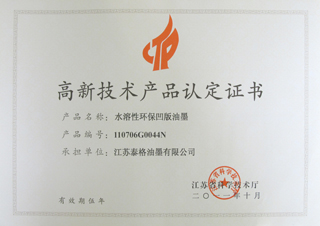 高新技术产品认定证书
产品名称：水溶性环保凹版油墨
产品编号：110706G0044N
承担单位：江苏泰格油墨有限公司
江苏省科学技术厅
有效期伍年
二〇一一年十月